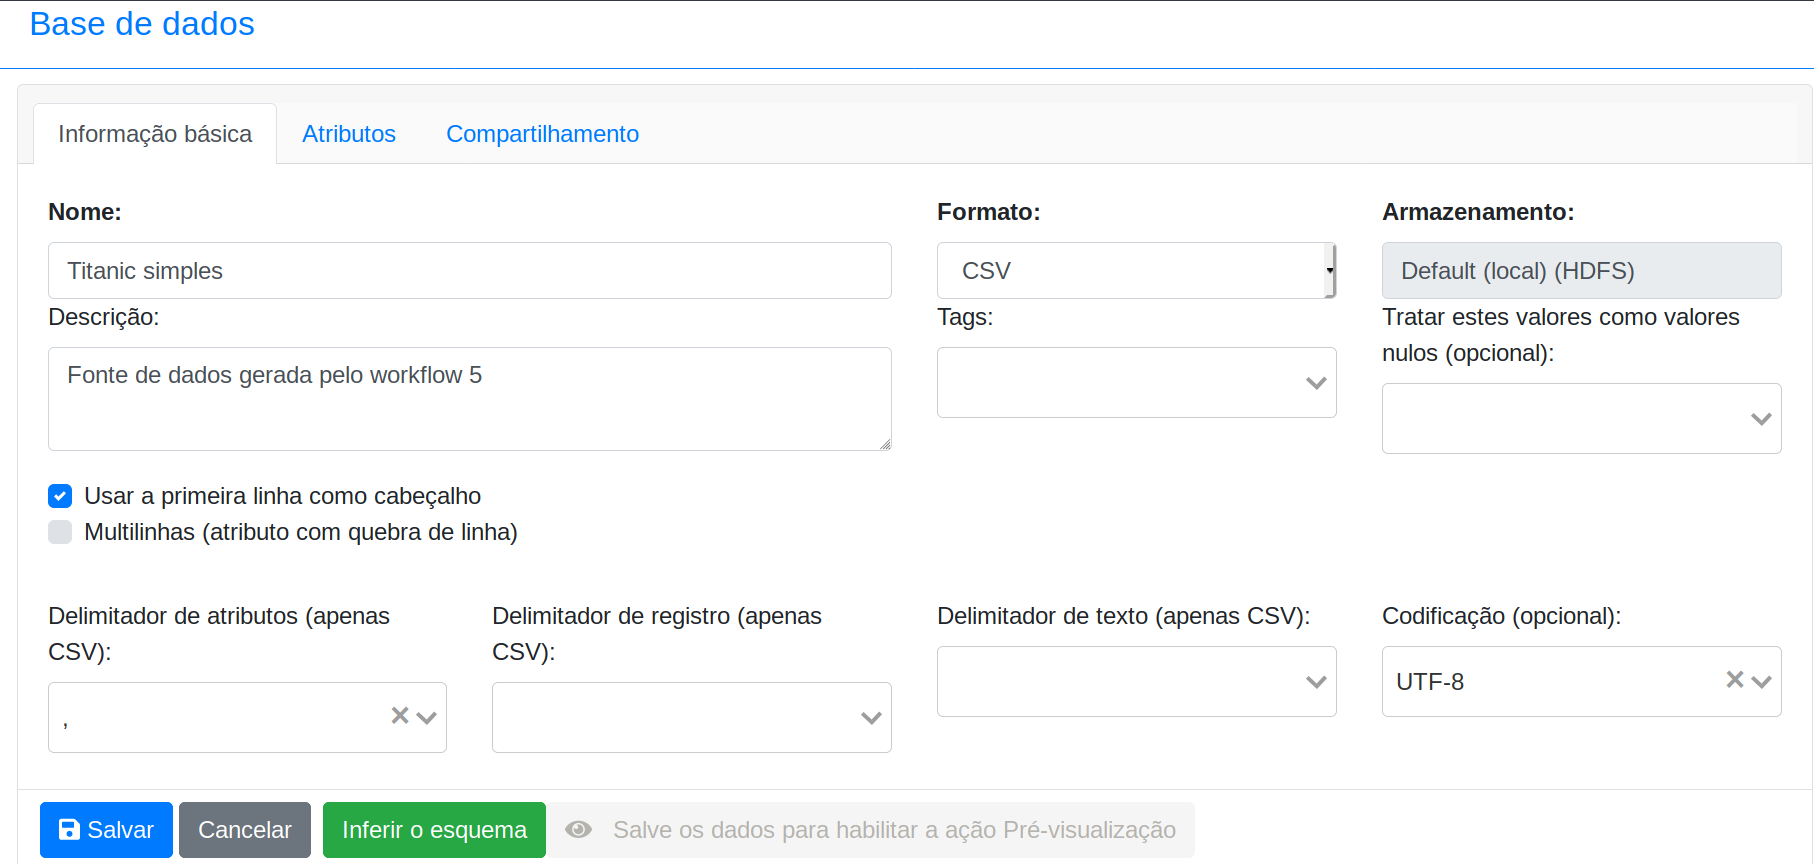 Base de dados
Informação básica Atributos Compartilhamento
Nome: Formato: Armazenamento:
Titanic simples CSV Default (local) (HDFS)
Descrição: Tags: Tratar estes valores como valores
nulos (opcional):
Fonte de dados gerada pelo workflow 5
Usar a primeira linha como cabeçalho
Multilinhas (atributo com quebra de linha)
Delimitador de atributos (apenas
CSV):
Delimitador de registro (apenas
CSV):
Delimitador de texto (apenas CSV): Codificação (opcional):
, UTF-8
Salvar Cancelar Inferir o esquema Salve os dados para habilitar a ação Pré-visualização